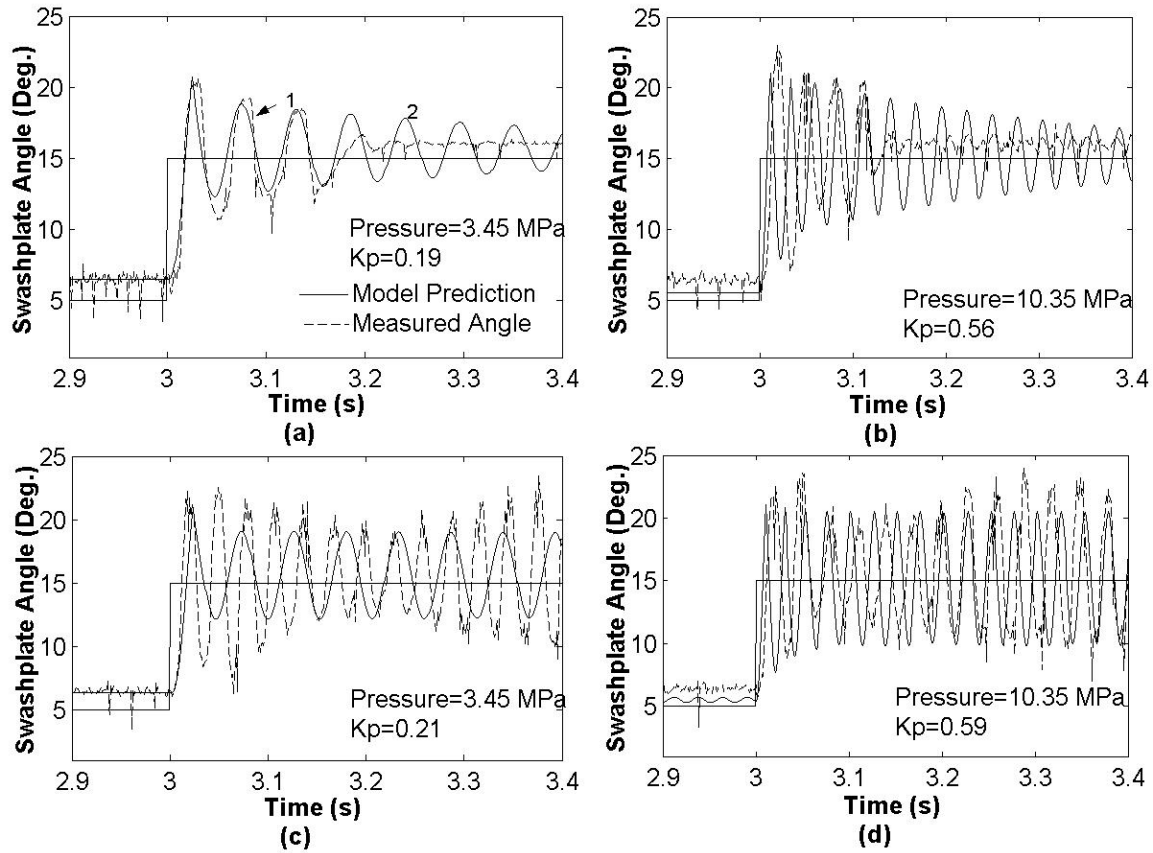 Swashplate Angle (Deg.)
25
20
15
10
5
1
2
Pressure=3.45 MPa
Kp=0.19
Model Prediction
Measured Angle
2.9
3
3.1
3.2
3.3
3.4
Time (s)
(a)
Swashplate Angle (Deg.)
25
20
15
10
5
Pressure=10.35 MPa
Kp=0.56
2.9
3
3.1
3.2
3.3
3.4
Time (s)
(b)
Swashplate Angle (Deg.)
25
20
15
10
5
Pressure=3.45 MPa
Kp=0.21
2.9
3
3.1
3.2
3.3
3.4
Time (s)
(c)
Swashplate Angle (Deg.)
25
20
15
10
5
Pressure=10.35 MPa
Kp=0.59
2.9
3
3.1
3.2
3.3
3.4
Time (s)
(d)